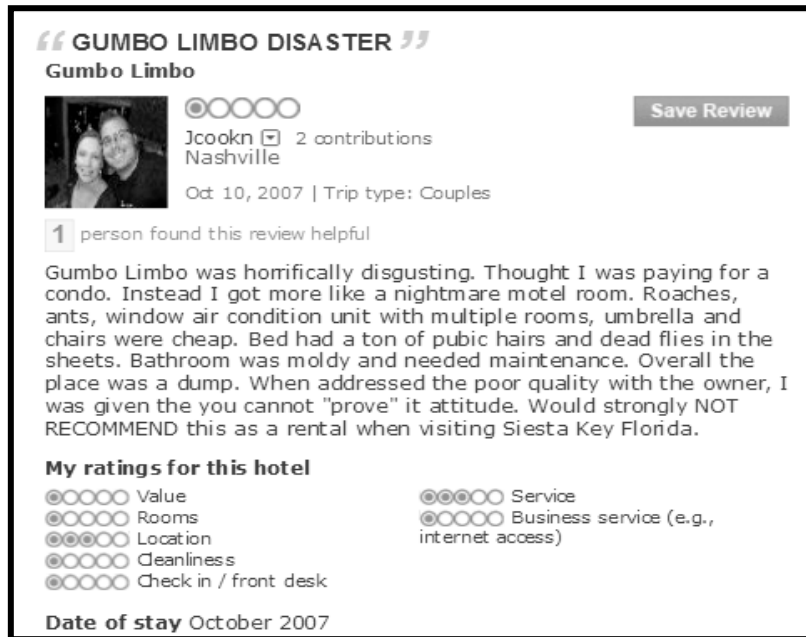 “ GUMBO LIMBO DISASTER ”
Gumbo Limbo
Save Review
Jcookn 2 contributions
Nashville
Oct 10, 2007 | Trip type: Couples
1 person found this review helpful
Gumbo Limbo was horrifically disgusting. Thought I was paying for a
condo. Instead I got more like a nightmare motel room. Roaches,
ants, window air condition unit with multiple rooms, umbrella and
chairs were cheap. Bed had a ton of pubic hairs and dead flies in the
sheets. Bathroom was moldy and needed maintenance. Overall the
place was a dump. When addressed the poor quality with the owner, I
was given the you cannot "prove" it attitude. Would strongly NOT
RECOMMEND this as a rental when visiting Siesta Key Florida.
My ratings for this hotel
Value
Rooms
Location
Cleanliness
Check in / front desk
Service
Business service (e.g.,
internet access)
Date of stay October 2007